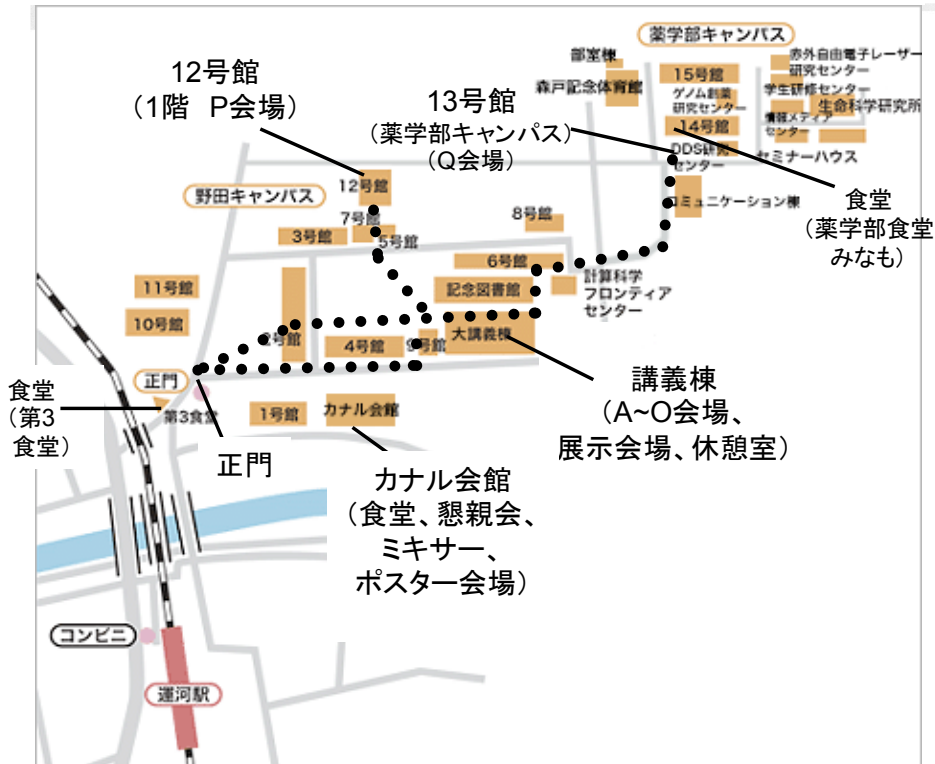 薬学部キャンパス
部室棟
赤外自由電子レーザー
研究センター
12号館
(1階 P会場)
森戸記念体育館
15号館
ゲノム創薬
研究センター
学生研修センター
生命科学研究所
13号館
(薬学部キャンパス)
(Q会場)
14号館
情報メディア
センター
DDS研究
センター
セミナーハウス
12号館
野田キャンパス
コミュニケーション棟
食堂
(薬学部食堂
みなも)
7号館
8号館
3号館
5号館
6号館
計算科学
フロンティア
センター
11号館
記念図書館
10号館
2号館
4号館
9号館
大講義棟
正門
食堂
(第3
食堂)
第3食堂
1号館
カナル会館
講義棟
(A~O会場、
展示会場、休憩室)
正門
カナル会館
(食堂、懇親会、
ミキサー、
ポスター会場)
コンビニ
運河駅